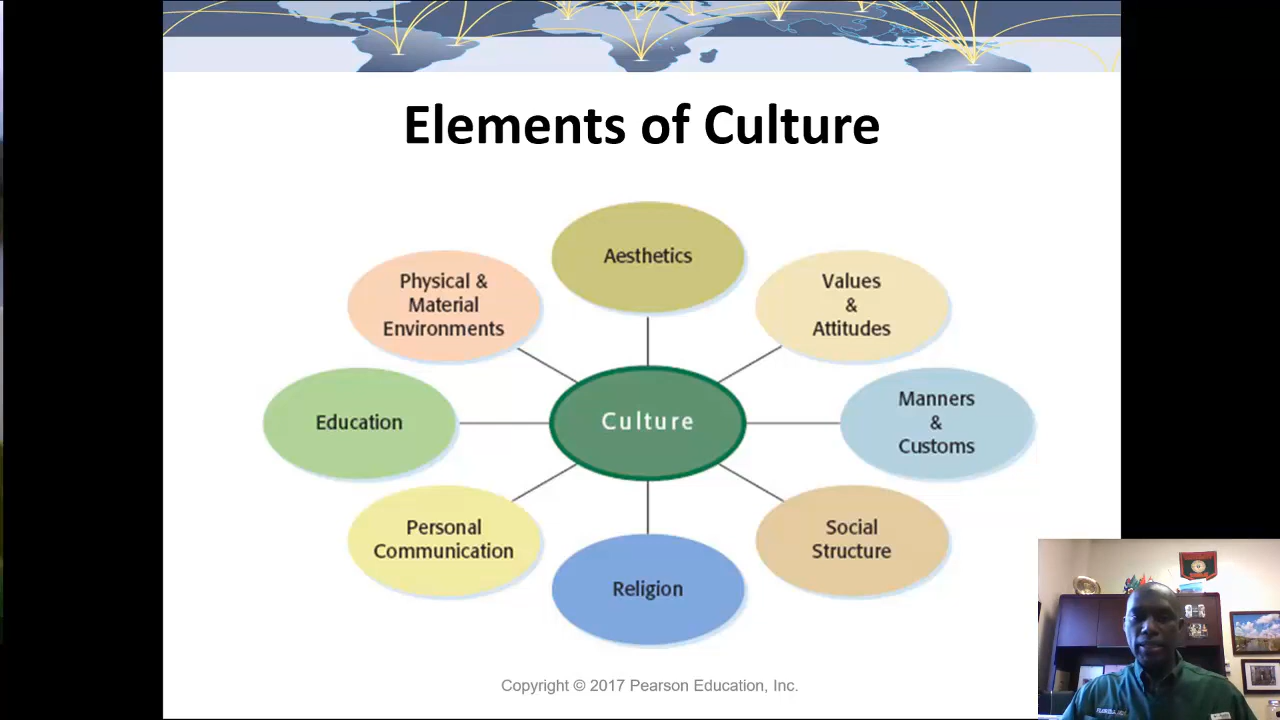 Elements of Culture
Aesthetics
Physical &
Material
Environments
Values
&
Attitudes
Education
Culture
Manners
&
Customs
Personal
Communication
Religion
Social
Structure
Copyright © 2017 Pearson Education, Inc.